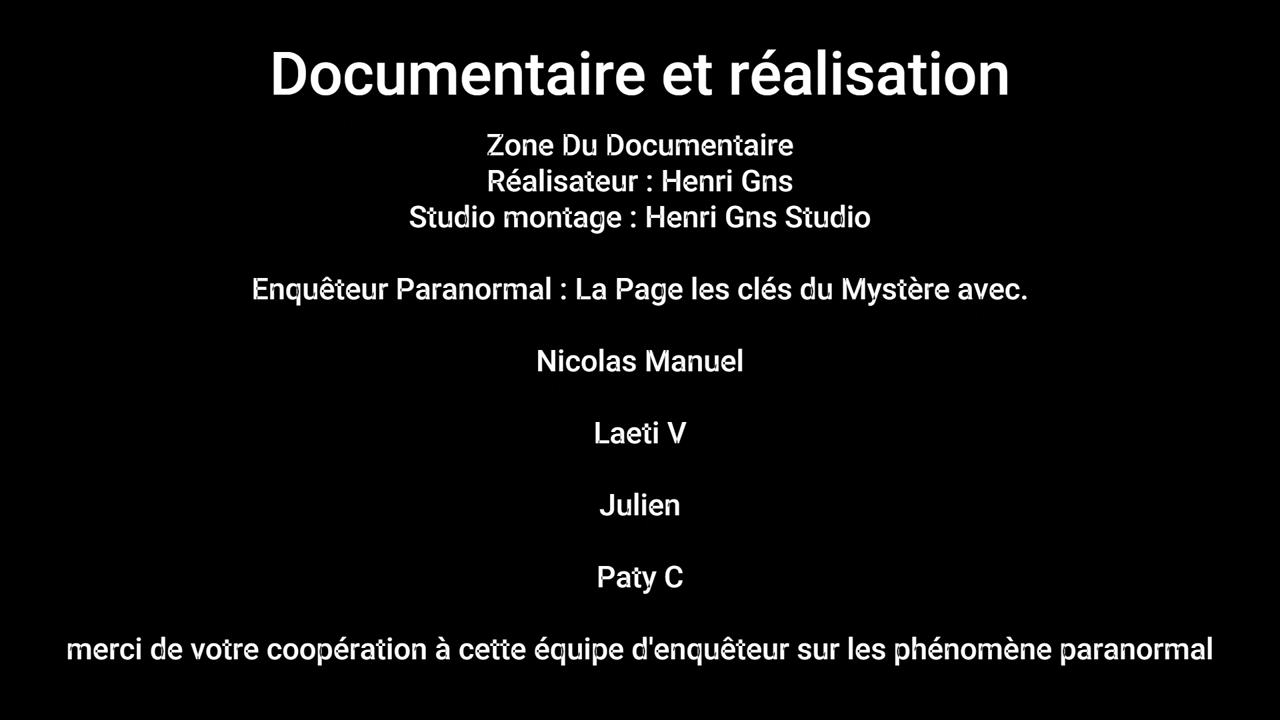 Documentaire et réalisation
Zone Du Documentaire
Réalisateur : Henri Gns
Studio montage : Henri Gns Studio
Enquêteur Paranormal : La Page les clés du Mystère avec.
Nicolas Manuel
Laeti V
Julien
Paty C
merci de votre coopération à cette équipe d'enquêteur sur les phénomène paranormal